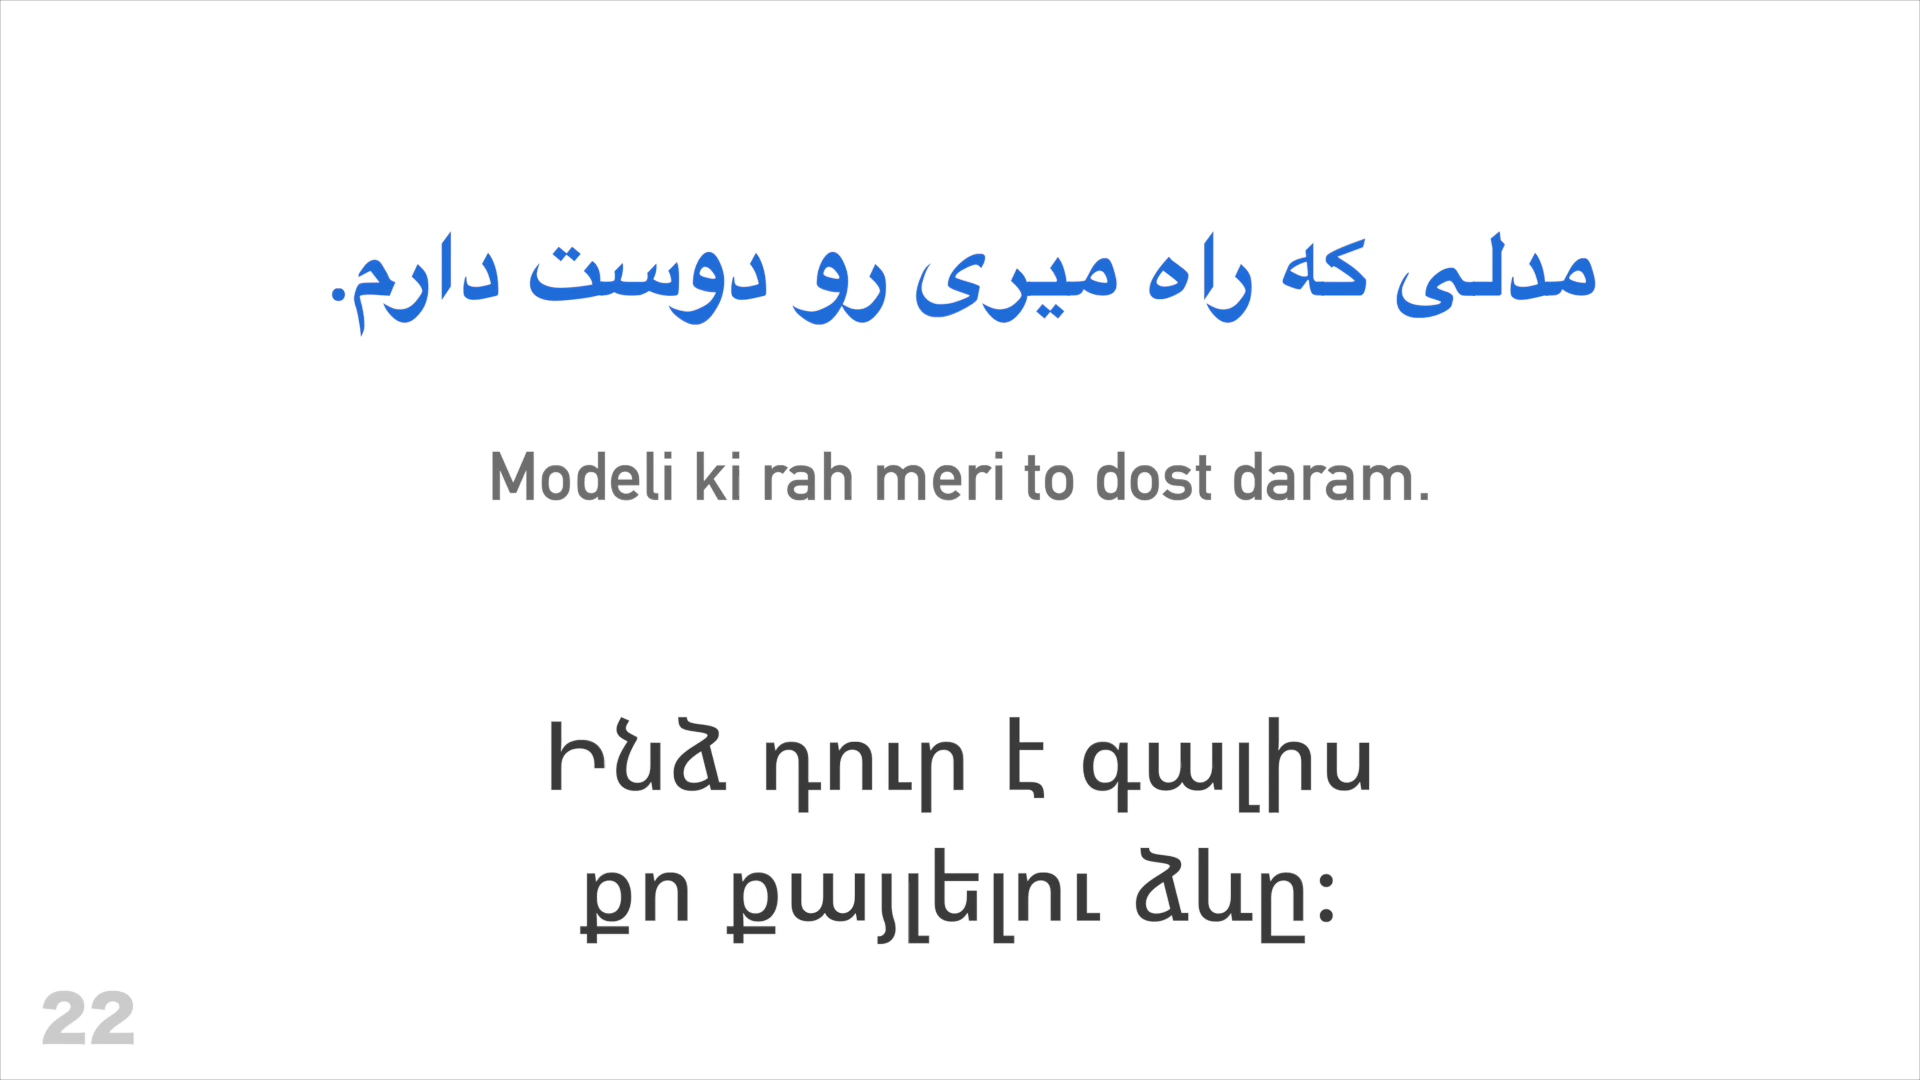 مدلی که راه میری رو دوست دارم.
Modeli ki rah meri to dost daram.
Ինձ դուր է գալիս
քո քայլելու ձևը:
22